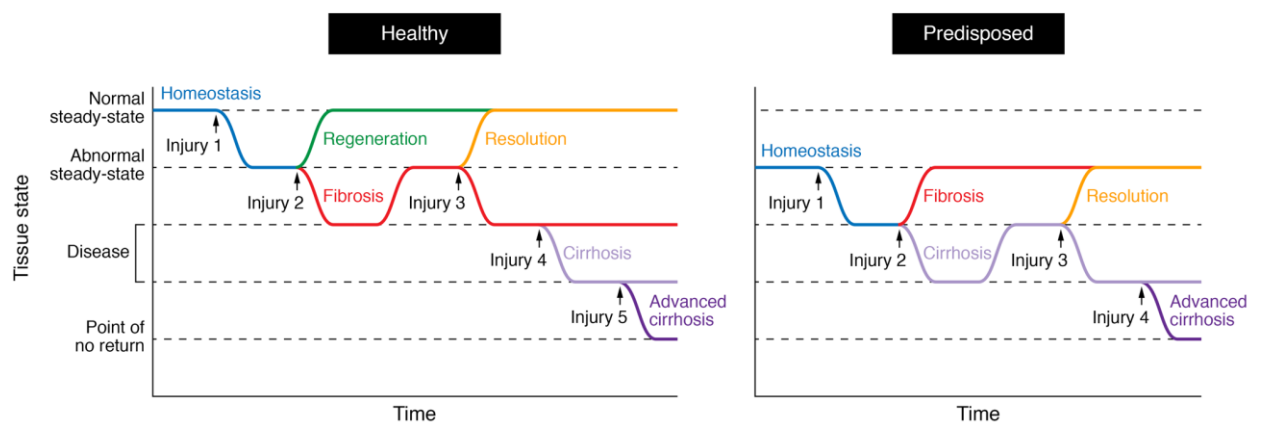 Healthy
Predisposed
Normal
steady-state
Abnormal
steady-state
Disease
Point of
no return
Tissue state
Homeostasis
Injury 1
Regeneration
Resolution
Injury 2
Fibrosis
Injury 3
Injury 4
Cirrhosis
Injury 5
Advanced
cirrhosis
Time
Homeostasis
Injury 1
Fibrosis
Resolution
Injury 2
Cirrhosis
Injury 3
Injury 4
Advanced
cirrhosis
Time